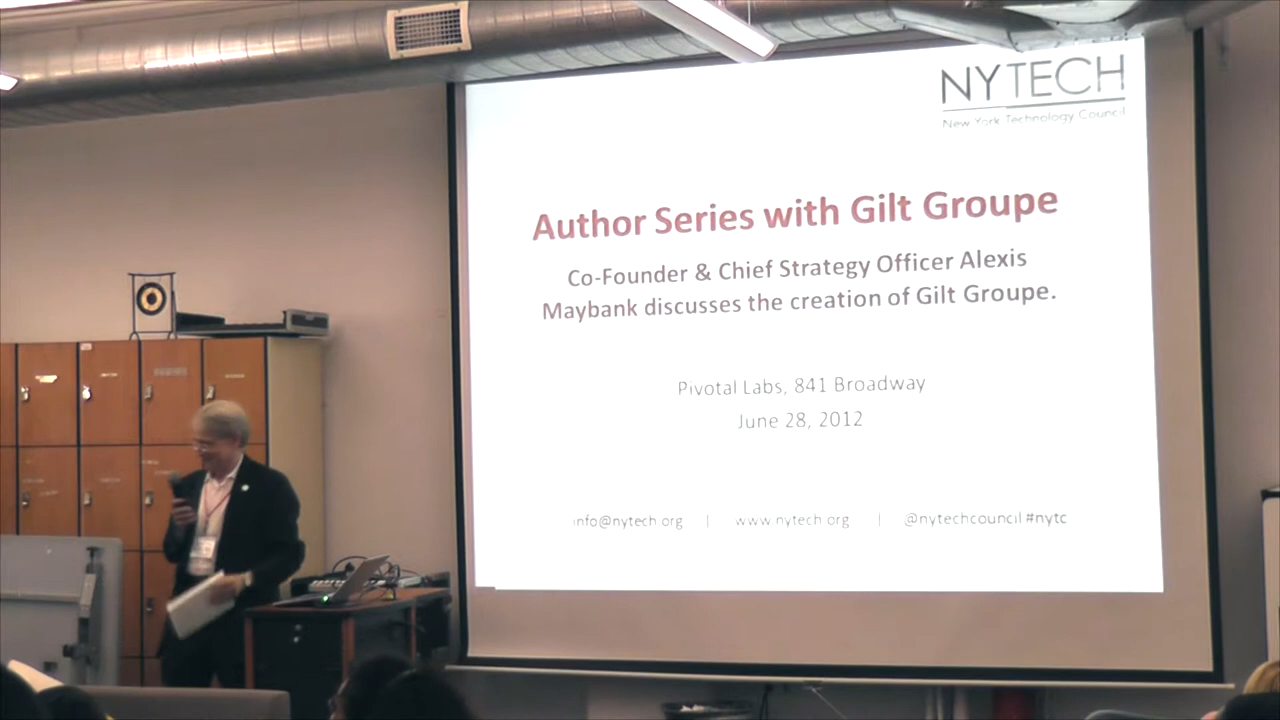 NYTECH
New York Technology Council
Author Series with Gilt Groupe
Co-Founder & Chief Strategy Officer Alexis
Maybank discusses the creation of Gilt Groupe.
Pivotal Labs, 841 Broadway
June 28, 2012
info@nytech.org | www.nytech.org | @nytechcouncil #nytc